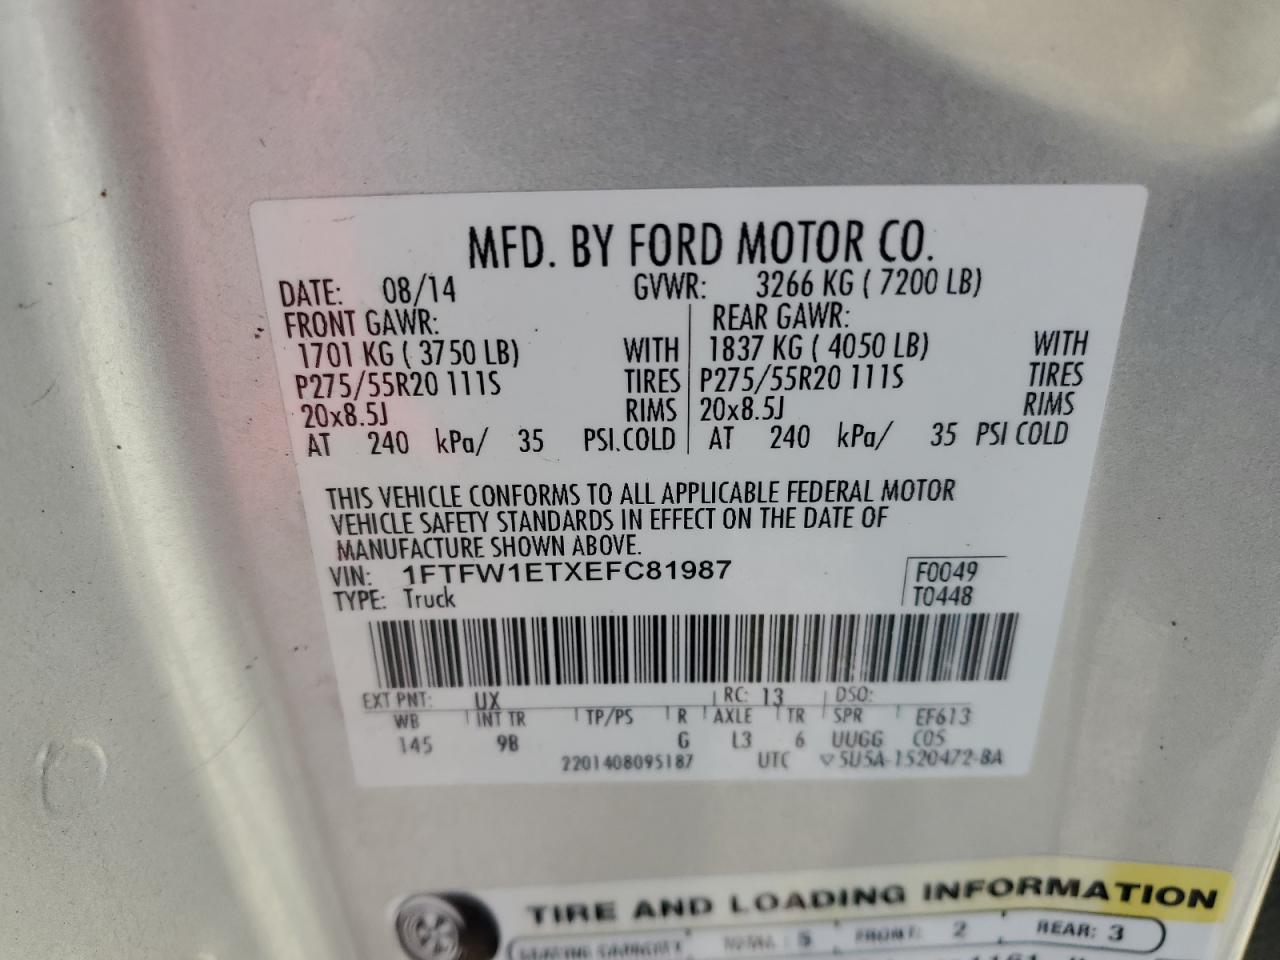 MFD. BY FORD MOTOR CO.
DATE: 08/14 GVWR: 3266 KG ( 7200 LB)
FRONT GAWR: REAR GAWR:
1701 KG ( 3750 LB) WITH 1837 KG ( 4050 LB) WITH
P275/55R20 111S TIRES P275/55R20 111S TIRES
20x8.5J RIMS 20x8.5J RIMS
AT 240 kPa/ 35 PSI.COLD AT 240 kPa/ 35 PSI COLD
THIS VEHICLE CONFORMS TO ALL APPLICABLE FEDERAL MOTOR
VEHICLE SAFETY STANDARDS IN EFFECT ON THE DATE OF
MANUFACTURE SHOWN ABOVE.
VIN: 1FTFW1ETXEFC81987 F0049
TYPE: Truck T0448
EXT PNT: UX RC: 13 DSO:
WB INT TR TP/PS R AXLE TR SPR EF613
145 9B G L3 6 UUGG C05
2201408095187 UTC ▽5U5A-1520472-BA
TIRE AND LOADING INFORMATION
SEATING CAPACITY 5 FRONT: 2 REAR: 3